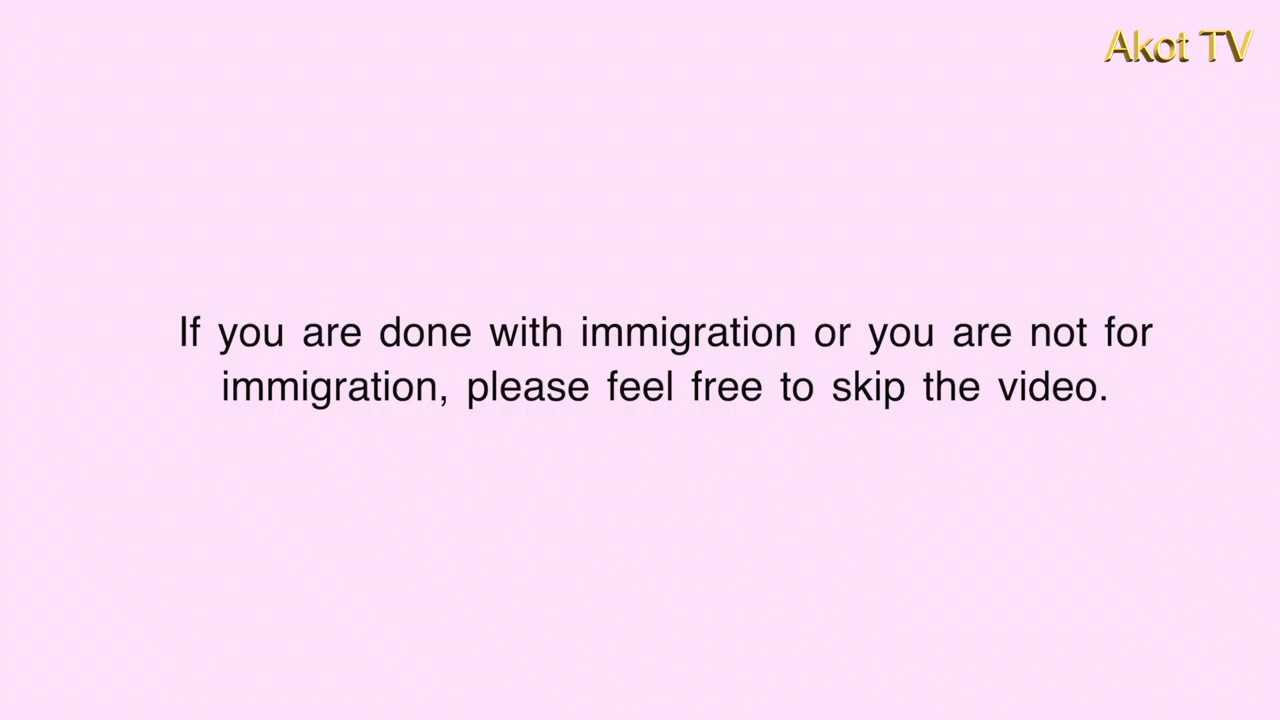 Akot TV
If you are done with immigration or you are not for
immigration, please feel free to skip the video.